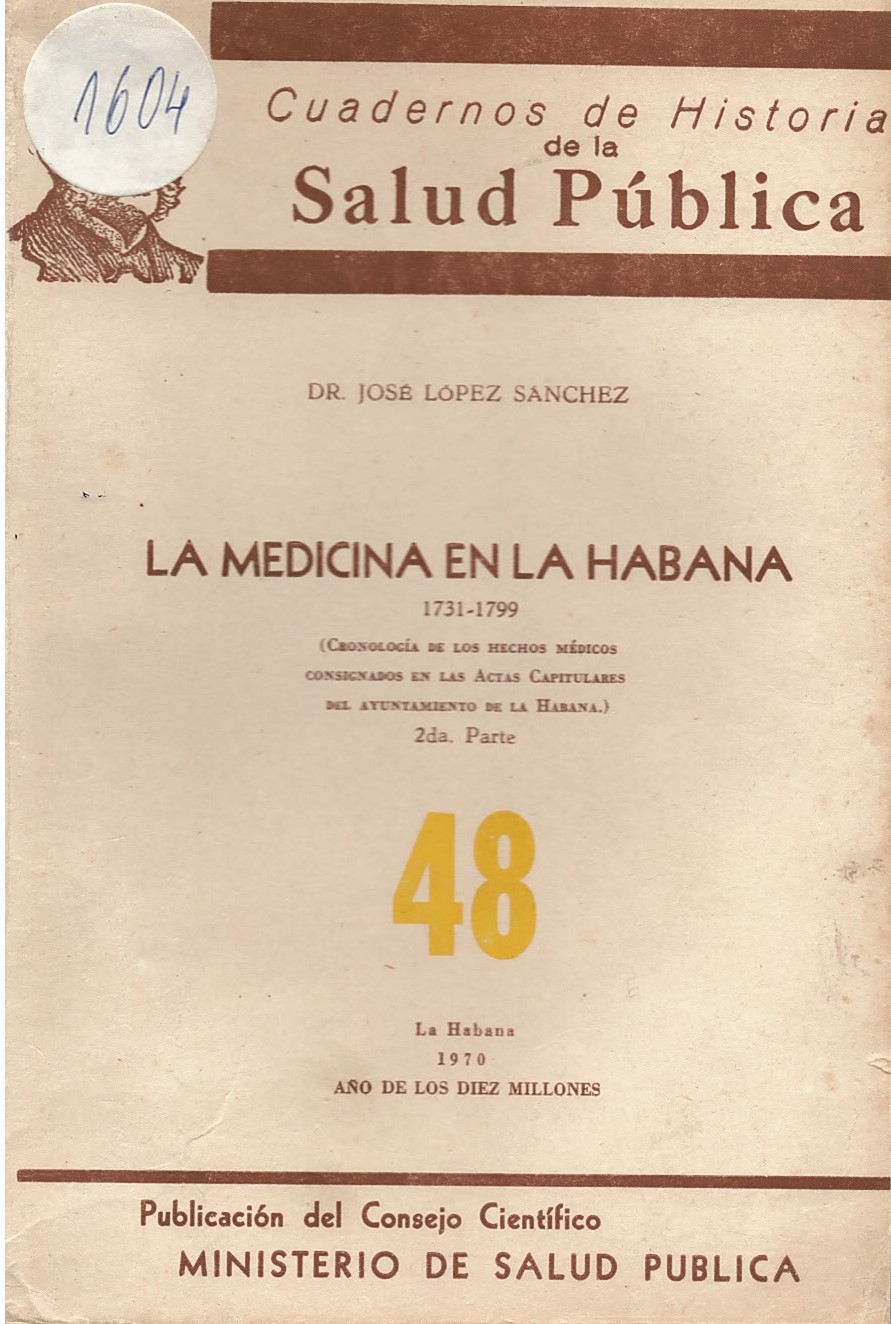 1604
Cuadernos de Historia
de la
Salud Pública
DR. JOSÉ LÓPEZ SANCHEZ
LA MEDICINA EN LA HABANA
1731-1799
(Cronología de los hechos médicos
consignados en las Actas Capitulares
del ayuntamiento de la Habana.)
2da. Parte
48
La Habana
1970
AÑO DE LOS DIEZ MILLONES
Publicación del Consejo Científico
MINISTERIO DE SALUD PUBLICA